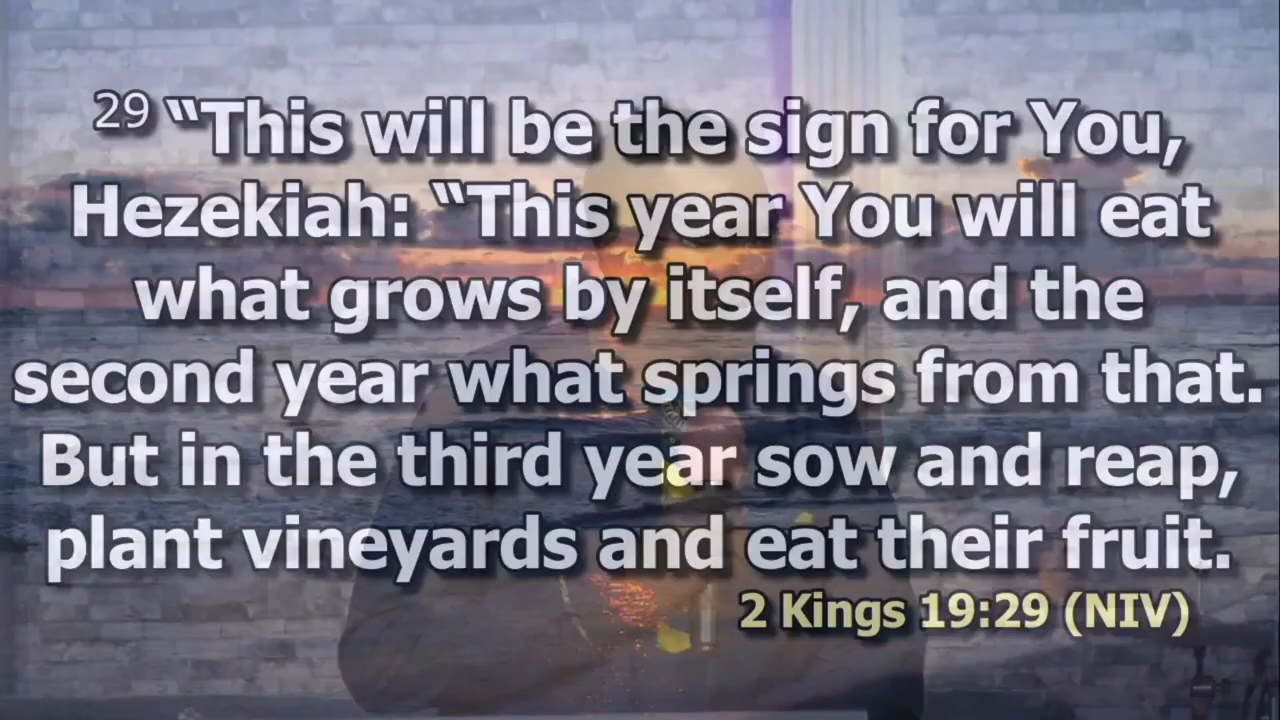 29 “This will be the sign for You,
Hezekiah: “This year You will eat
what grows by itself, and the
second year what springs from that.
But in the third year sow and reap,
plant vineyards and eat their fruit.
2 Kings 19:29 (NIV)